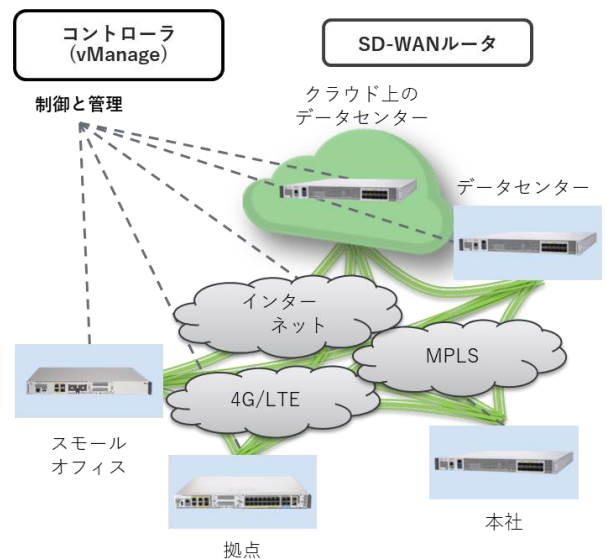 コントローラ
(vManage)
SD-WANルータ
制御と管理
クラウド上の
データセンター
データセンター
インター
ネット
MPLS
4G/LTE
スモール
オフィス
本社
拠点